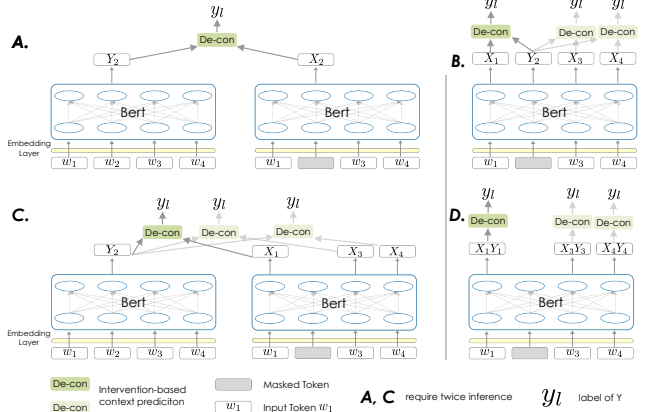 A.
y_l
De-con
Y_2
X_2
Bert
Bert
Embedding
Layer
w_1 w_2 w_3 w_4
w_1 w_3 w_4
B.
y_l y_l y_l
De-con De-con De-con
X_1 Y_2 X_3 X_4
Bert
w_1 w_3 w_4
C.
y_l y_l y_l
De-con De-con De-con
Y_2
X_1 X_3 X_4
Bert
Bert
Embedding
Layer
w_1 w_2 w_3 w_4
w_1 w_3 w_4
D.
y_l y_l y_l
De-con De-con De-con
X_1Y_1 X_3Y_3 X_4Y_4
Bert
w_1 w_3 w_4
De-con
De-con
Intervention-based
context prediciton
Masked Token
w_1 Input Token w_1
A, C require twice inference
y_l label of Y